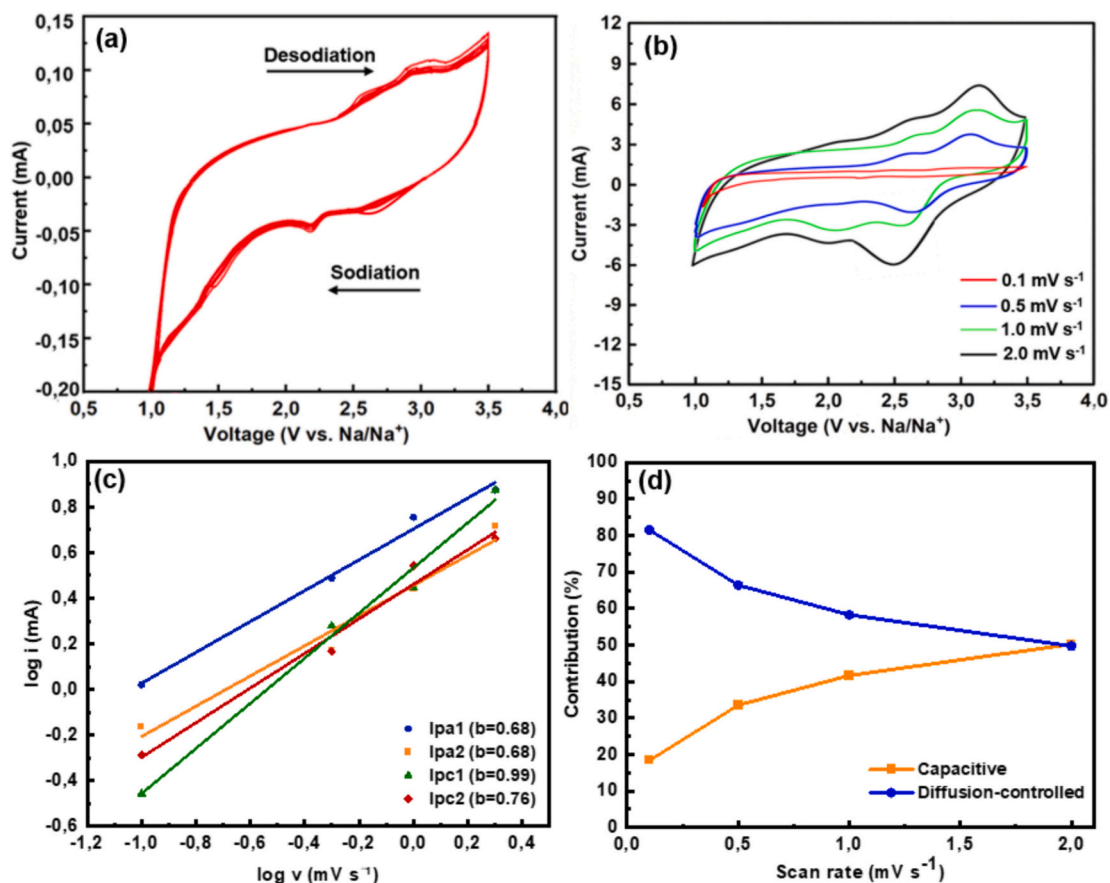 (a)
Desodiation
Sodiation
Current (mA)
0,15
0,10
0,05
0,00
-0,05
-0,10
-0,15
-0,20
0,5 1,0 1,5 2,0 2,5 3,0 3,5 4,0
Voltage (V vs. Na/Na⁺)
(b)
Current (mA)
12
9
6
3
0
-3
-6
-9
-12
-15
0.1 mV s⁻¹
0.5 mV s⁻¹
1.0 mV s⁻¹
2.0 mV s⁻¹
0,5 1,0 1,5 2,0 2,5 3,0 3,5 4,0
Voltage (V vs. Na/Na⁺)
(c)
log i (mA)
1,0
0,8
0,6
0,4
0,2
0,0
-0,2
-0,4
-0,6
Ipa1 (b=0.68)
Ipa2 (b=0.68)
Ipc1 (b=0.99)
Ipc2 (b=0.76)
-1,2 -1,0 -0,8 -0,6 -0,4 -0,2 0,0 0,2 0,4 0,6
log v (mV s⁻¹)
(d)
Contribution (%)
100
90
80
70
60
50
40
30
20
10
0
Capacitive
Diffusion-controlled
0,0 0,5 1,0 1,5 2,0
Scan rate (mV s⁻¹)